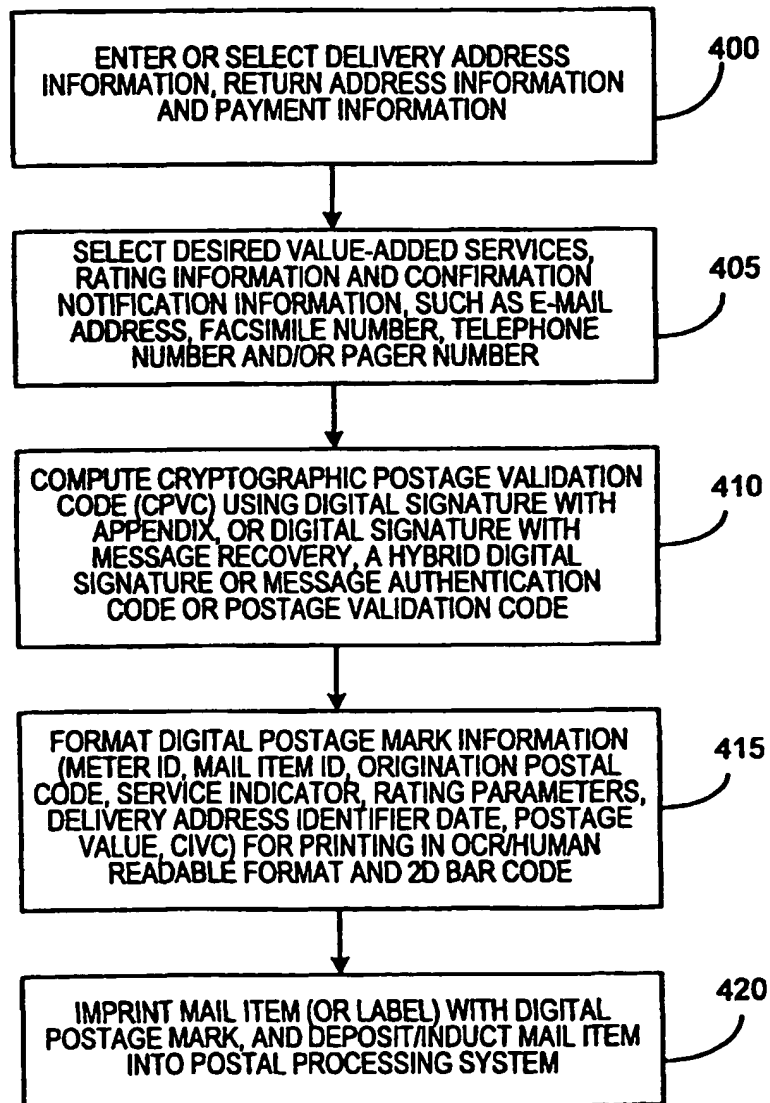 ENTER OR SELECT DELIVERY ADDRESS
INFORMATION, RETURN ADDRESS INFORMATION
AND PAYMENT INFORMATION
400
SELECT DESIRED VALUE-ADDED SERVICES,
RATING INFORMATION AND CONFIRMATION
NOTIFICATION INFORMATION, SUCH AS E-MAIL
ADDRESS, FACSIMILE NUMBER, TELEPHONE
NUMBER AND/OR PAGER NUMBER
405
COMPUTE CRYPTOGRAPHIC POSTAGE VALIDATION
CODE (CPVC) USING DIGITAL SIGNATURE WITH
APPENDIX, OR DIGITAL SIGNATURE WITH
MESSAGE RECOVERY, A HYBRID DIGITAL
SIGNATURE OR MESSAGE AUTHENTICATION
CODE OR POSTAGE VALIDATION CODE
410
FORMAT DIGITAL POSTAGE MARK INFORMATION
(METER ID, MAIL ITEM ID, ORIGINATION POSTAL
CODE, SERVICE INDICATOR, RATING PARAMETERS,
DELIVERY ADDRESS IDENTIFIER DATE, POSTAGE
VALUE, CIVC) FOR PRINTING IN OCR/HUMAN
READABLE FORMAT AND 2D BAR CODE
415
IMPRINT MAIL ITEM (OR LABEL) WITH DIGITAL
POSTAGE MARK, AND DEPOSIT/INDUCT MAIL ITEM
INTO POSTAL PROCESSING SYSTEM
420